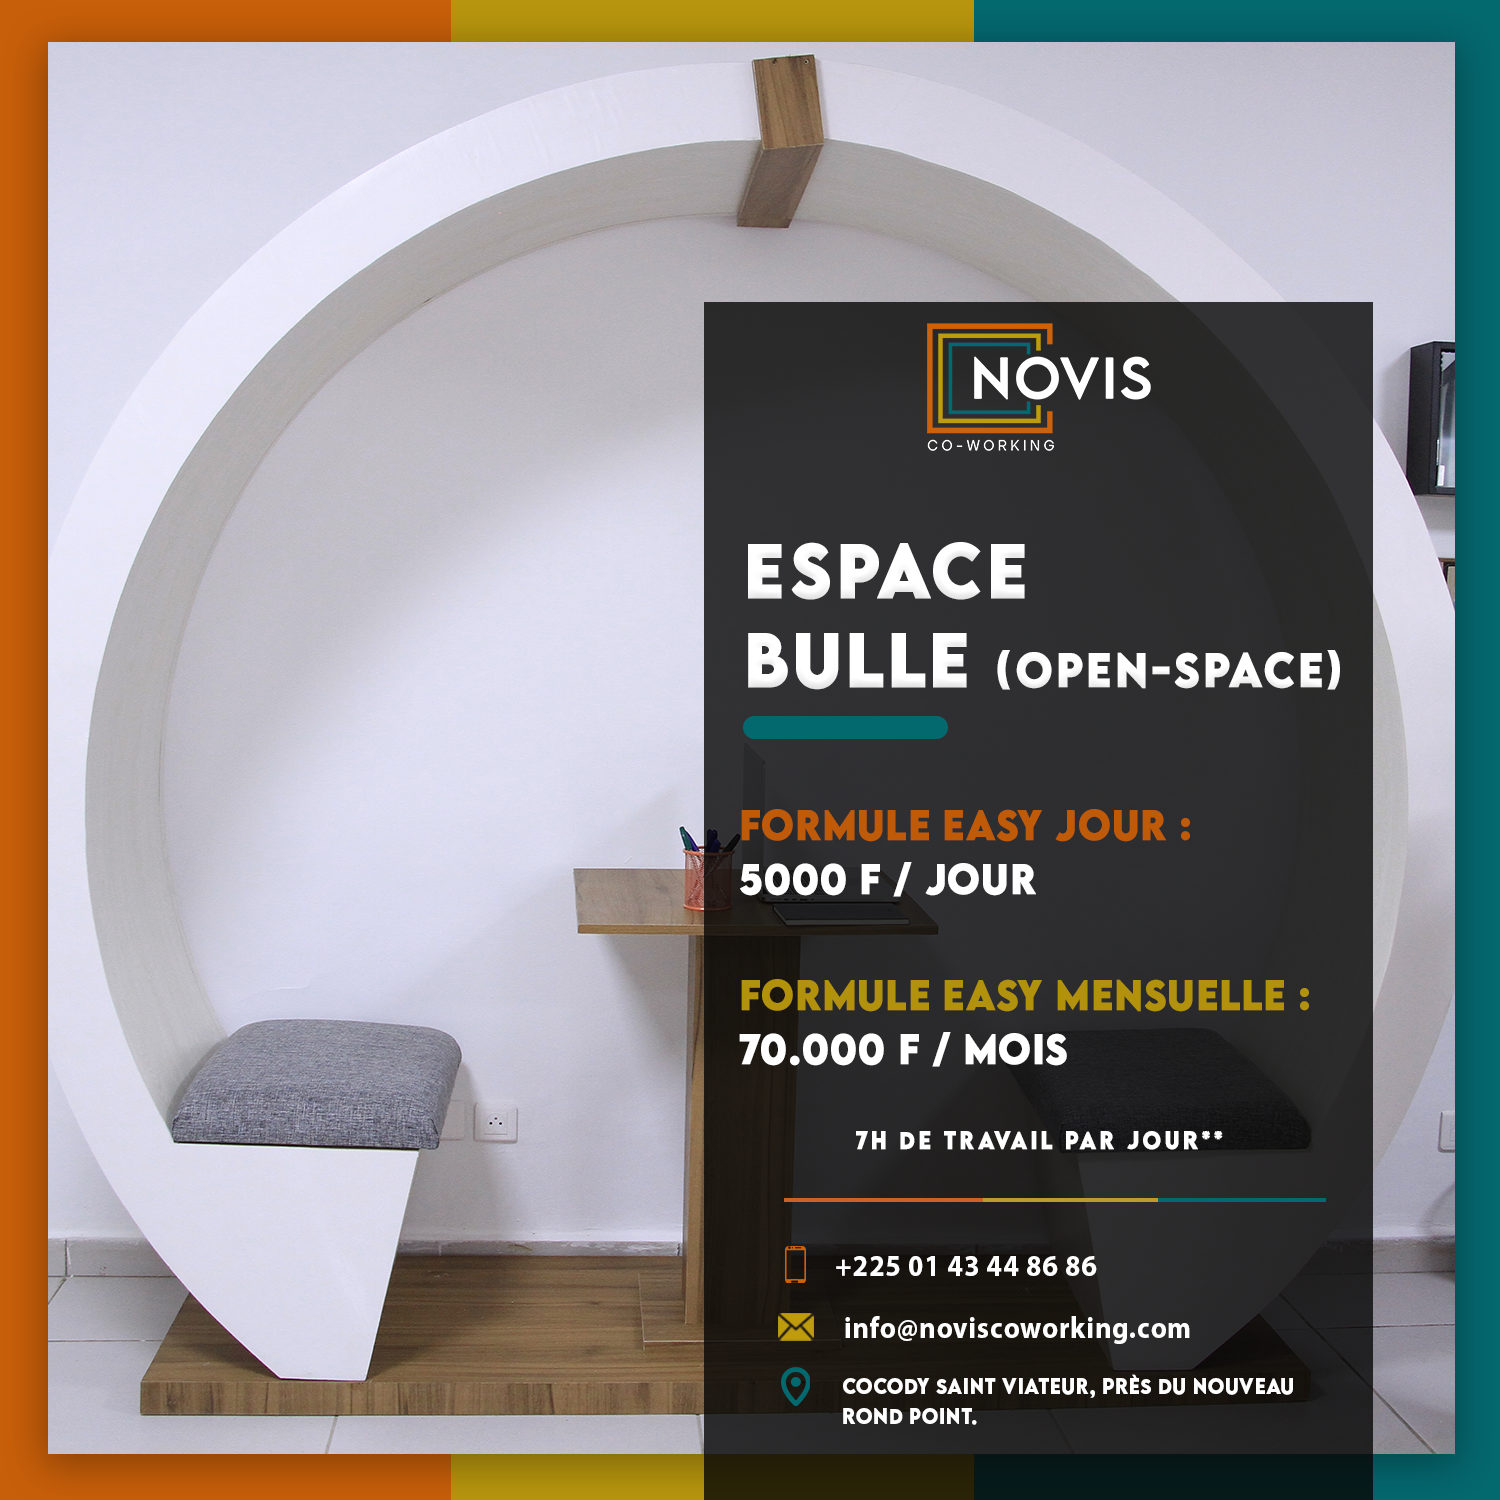 NOVIS
CO-WORKING
ESPACE
BULLE (OPEN-SPACE)
FORMULE EASY JOUR :
5000 F / JOUR
FORMULE EASY MENSUELLE :
70.000 F / MOIS
7H DE TRAVAIL PAR JOUR**
+225 01 43 44 86 86
info@noviscoworking.com
COCODY SAINT VIATEUR, PRÈS DU NOUVEAU
ROND POINT.